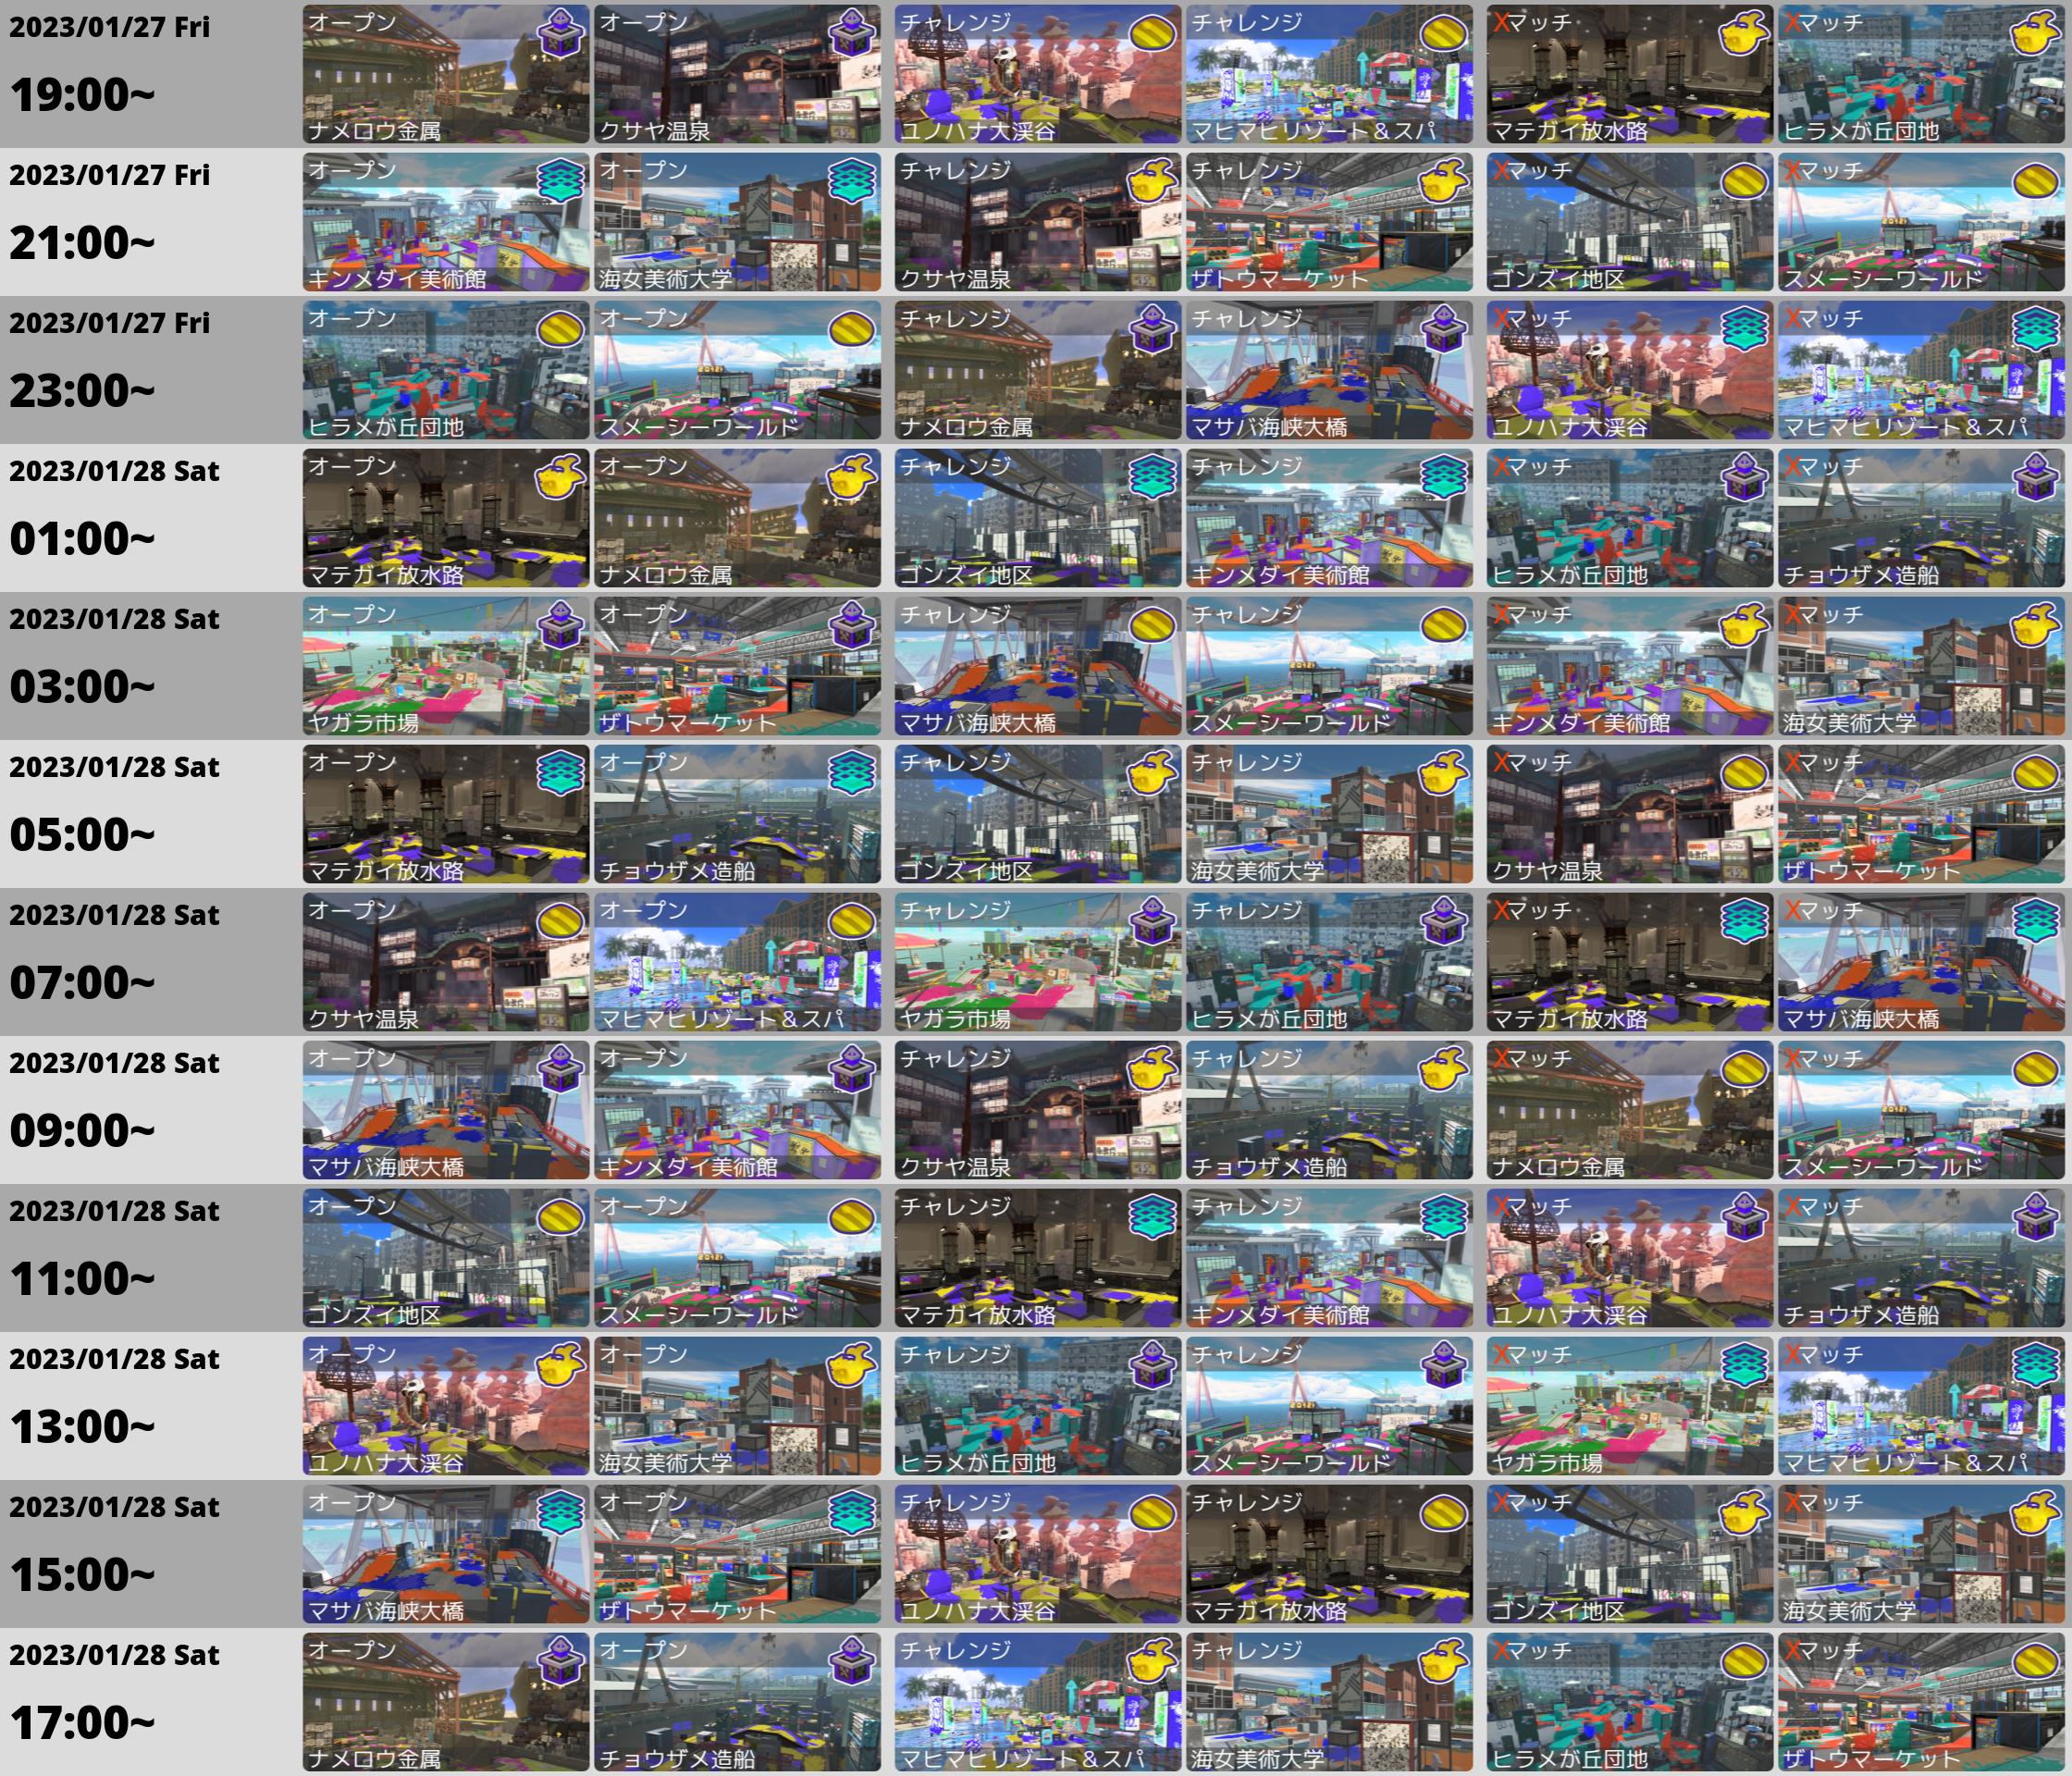 2023/01/27 Fri
19:00~
オープン オープン チャレンジ チャレンジ Xマッチ Xマッチ
ナメロウ金属 クサヤ温泉 ユノハナ大渓谷 マヒマヒリゾート&スパ マテガイ放水路 ヒラメが丘団地
2023/01/27 Fri
21:00~
オープン オープン チャレンジ チャレンジ Xマッチ Xマッチ
キンメダイ美術館 海女美術大学 クサヤ温泉 ザトウマーケット ゴンズイ地区 スメーシーワールド
2023/01/27 Fri
23:00~
オープン オープン チャレンジ チャレンジ Xマッチ Xマッチ
ヒラメが丘団地 スメーシーワールド ナメロウ金属 マサバ海峡大橋 ユノハナ大渓谷 マヒマヒリゾート&スパ
2023/01/28 Sat
01:00~
オープン オープン チャレンジ チャレンジ Xマッチ Xマッチ
マテガイ放水路 ナメロウ金属 ゴンズイ地区 キンメダイ美術館 ヒラメが丘団地 チョウザメ造船
2023/01/28 Sat
03:00~
オープン オープン チャレンジ チャレンジ Xマッチ Xマッチ
ヤガラ市場 ザトウマーケット マサバ海峡大橋 スメーシーワールド キンメダイ美術館 海女美術大学
2023/01/28 Sat
05:00~
オープン オープン チャレンジ チャレンジ Xマッチ Xマッチ
マテガイ放水路 チョウザメ造船 ゴンズイ地区 海女美術大学 クサヤ温泉 ザトウマーケット
2023/01/28 Sat
07:00~
オープン オープン チャレンジ チャレンジ Xマッチ Xマッチ
クサヤ温泉 マヒマヒリゾート&スパ ヤガラ市場 ヒラメが丘団地 マテガイ放水路 マサバ海峡大橋
2023/01/28 Sat
09:00~
オープン オープン チャレンジ チャレンジ Xマッチ Xマッチ
マサバ海峡大橋 キンメダイ美術館 クサヤ温泉 チョウザメ造船 ナメロウ金属 スメーシーワールド
2023/01/28 Sat
11:00~
オープン オープン チャレンジ チャレンジ Xマッチ Xマッチ
ゴンズイ地区 スメーシーワールド マテガイ放水路 キンメダイ美術館 ユノハナ大渓谷 チョウザメ造船
2023/01/28 Sat
13:00~
オープン オープン チャレンジ チャレンジ Xマッチ Xマッチ
ユノハナ大渓谷 海女美術大学 ヒラメが丘団地 スメーシーワールド ヤガラ市場 マヒマヒリゾート&スパ
2023/01/28 Sat
15:00~
オープン オープン チャレンジ チャレンジ Xマッチ Xマッチ
マサバ海峡大橋 ザトウマーケット ユノハナ大渓谷 マテガイ放水路 ゴンズイ地区 海女美術大学
2023/01/28 Sat
17:00~
オープン オープン チャレンジ チャレンジ Xマッチ Xマッチ
ナメロウ金属 チョウザメ造船 マヒマヒリゾート&スパ 海女美術大学 ヒラメが丘団地 ザトウマーケット